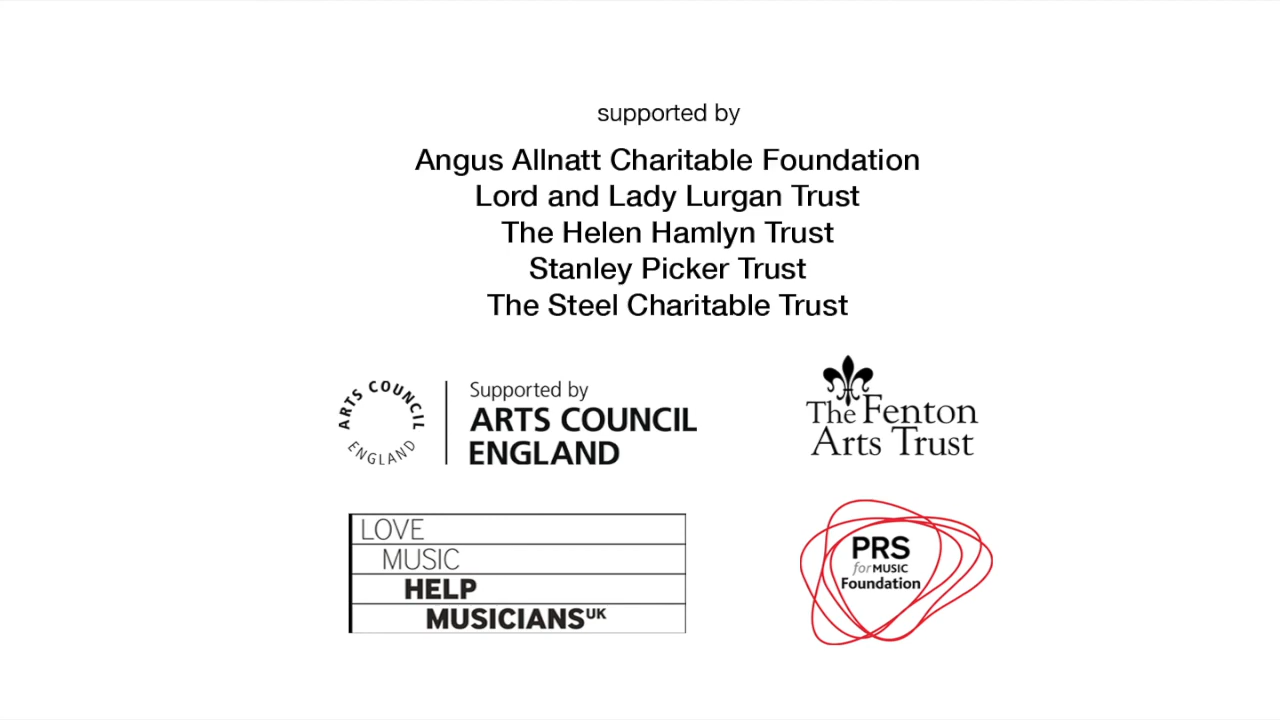 supported by
Angus Allnatt Charitable Foundation
Lord and Lady Lurgan Trust
The Helen Hamlyn Trust
Stanley Picker Trust
The Steel Charitable Trust
ARTS COUNCIL
ENGLAND
Supported by
ARTS COUNCIL
ENGLAND
The Fenton
Arts Trust
LOVE
MUSIC
HELP
MUSICIANSUK
PRS
for MUSIC
Foundation